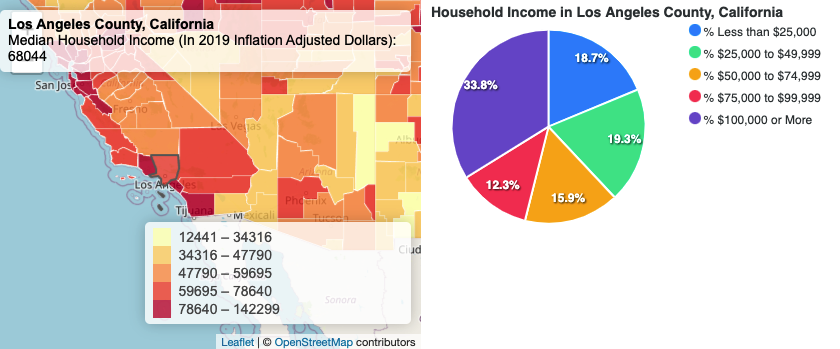 Los Angeles County, California
Median Household Income (In 2019 Inflation Adjusted Dollars):
68044
San Jos
Fresno
Las Vegas
Los Angeles
Arizona
Phoenix
Tucson
Tijuana
Mexicali
Ciud
Sonora
12441 – 34316
34316 – 47790
47790 – 59695
59695 – 78640
78640 – 142299
Leaflet | © OpenStreetMap contributors
Household Income in Los Angeles County, California
18.7%
19.3%
15.9%
12.3%
33.8%
% Less than $25,000
% $25,000 to $49,999
% $50,000 to $74,999
% $75,000 to $99,999
% $100,000 or More